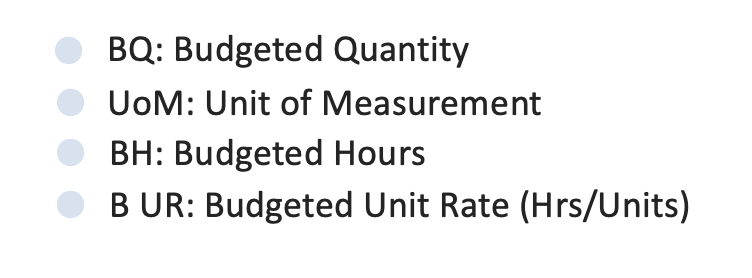 BQ: Budgeted Quantity
UoM: Unit of Measurement
BH: Budgeted Hours
B UR: Budgeted Unit Rate (Hrs/Units)